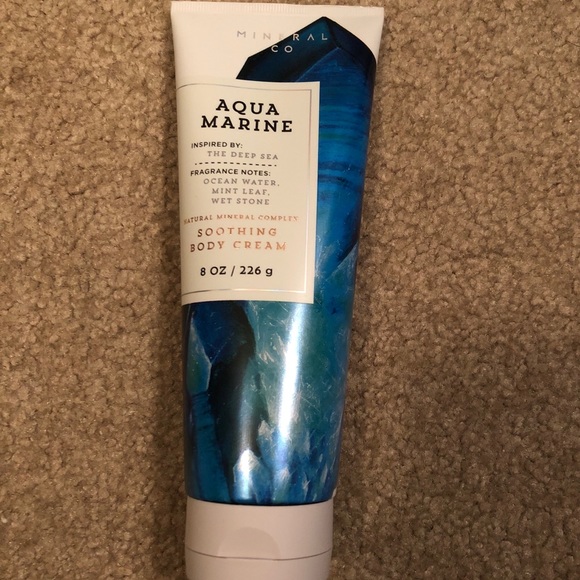 MINERAL
CO
AQUA
MARINE
INSPIRED BY:
THE DEEP SEA
FRAGRANCE NOTES:
OCEAN WATER,
MINT LEAF,
WET STONE
NATURAL MINERAL COMPLEX
SOOTHING
BODY CREAM
8 OZ / 226 g